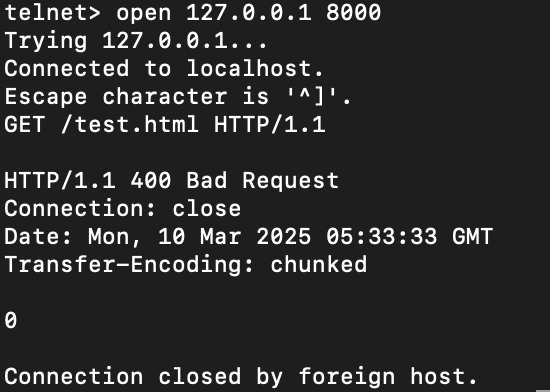 telnet> open 127.0.0.1 8000
Trying 127.0.0.1...
Connected to localhost.
Escape character is '^]'.
GET /test.html HTTP/1.1
HTTP/1.1 400 Bad Request
Connection: close
Date: Mon, 10 Mar 2025 05:33:33 GMT
Transfer-Encoding: chunked
0
Connection closed by foreign host.